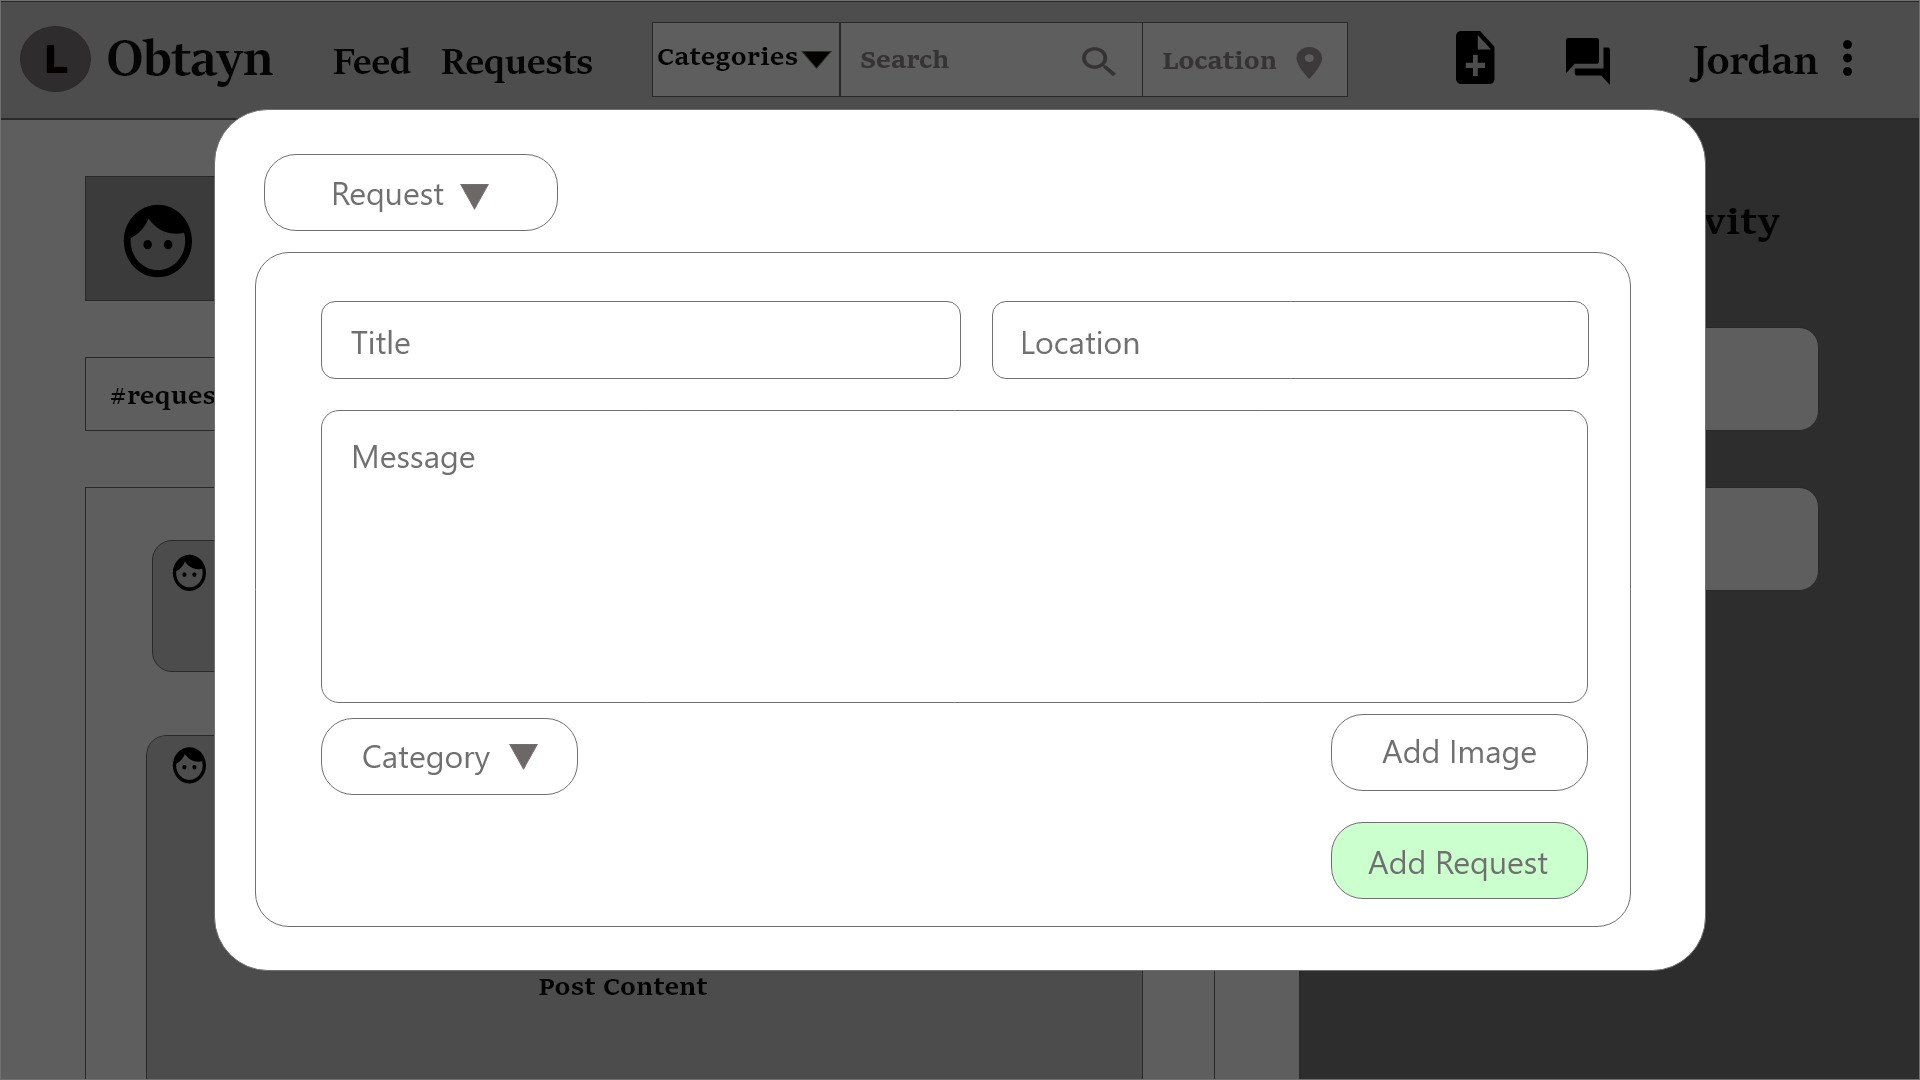 L Obtayn Feed Requests Categories Search Location Jordan
Request
vity
Title Location
#reques
Message
Category Add Image
Add Request
Post Content